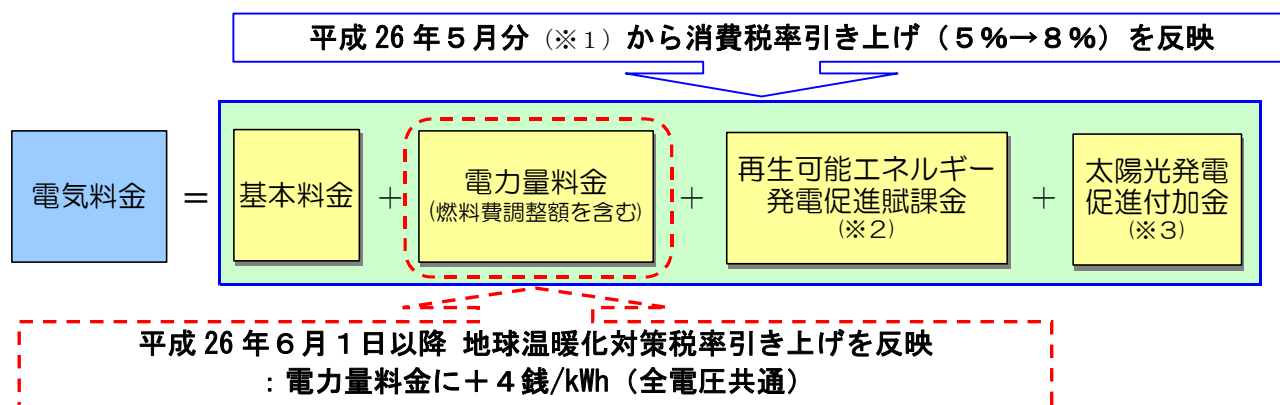 平成 26 年５月分（※１）から消費税率引き上げ（５％→８％）を反映
電気料金
＝
基本料金
＋
電力量料金
(燃料費調整額を含む)
＋
再生可能エネルギー
発電促進賦課金
(※２)
＋
太陽光発電
促進付加金
(※３)
平成 26 年６月１日以降 地球温暖化対策税率引き上げを反映
：電力量料金に＋４銭/kWh（全電圧共通）